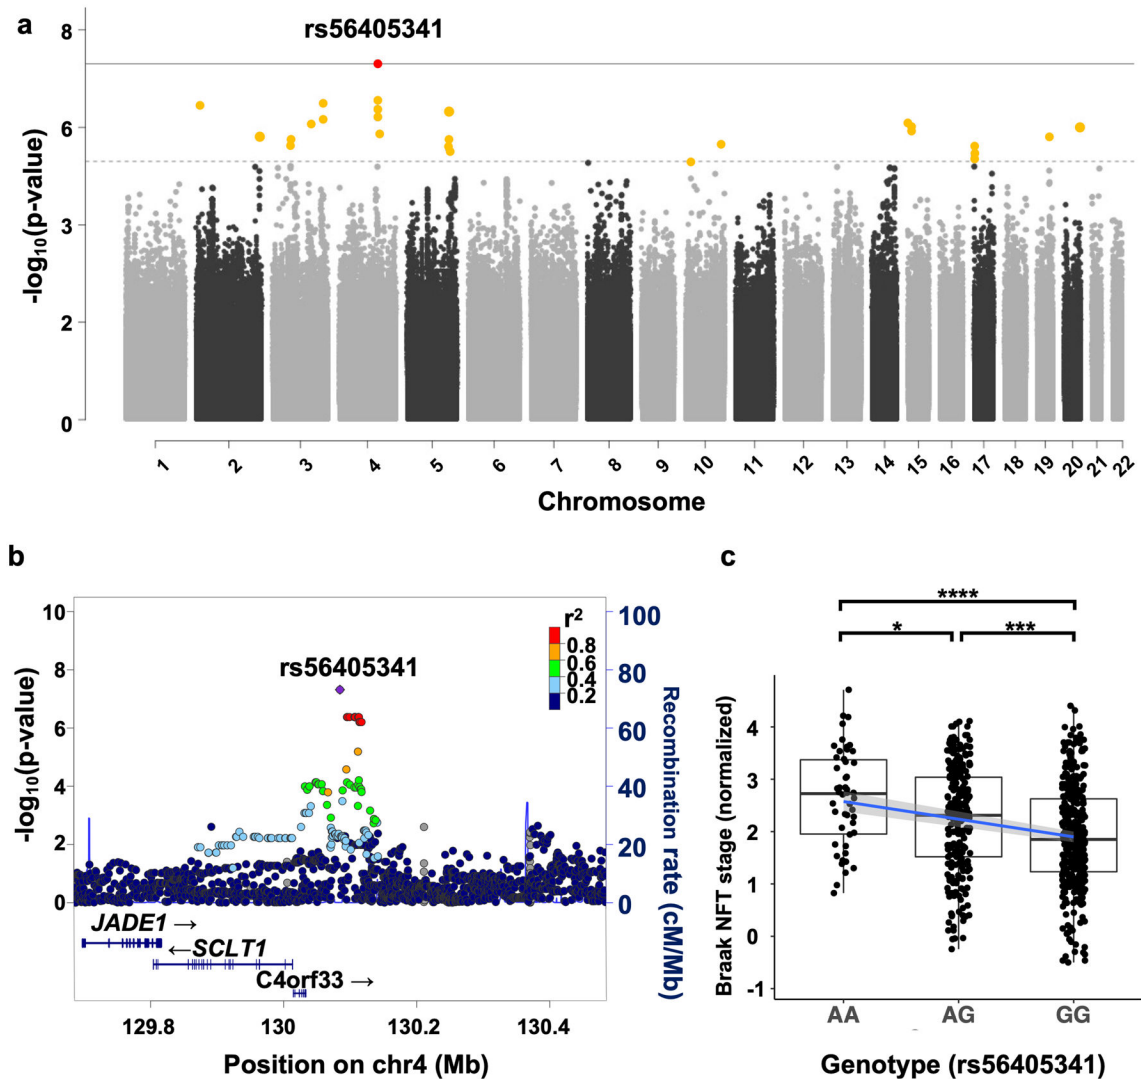 a
rs56405341
8
6
3
2
0
-log10(p-value)
1 2 3 4 5 6 7 8 9 10 11 12 13 14 15 16 17 18 19 20 21 22
Chromosome
b
rs56405341
r2
0.8
0.6
0.4
0.2
10
8
6
4
2
0
-log10(p-value)
100
80
60
40
20
0
Recombination rate (cM/Mb)
JADE1 →
←SCLT1
C4orf33 →
129.8 130 130.2 130.4
Position on chr4 (Mb)
c
****
* ***
4
3
2
1
0
-1
Braak NFT stage (normalized)
AA AG GG
Genotype (rs56405341)